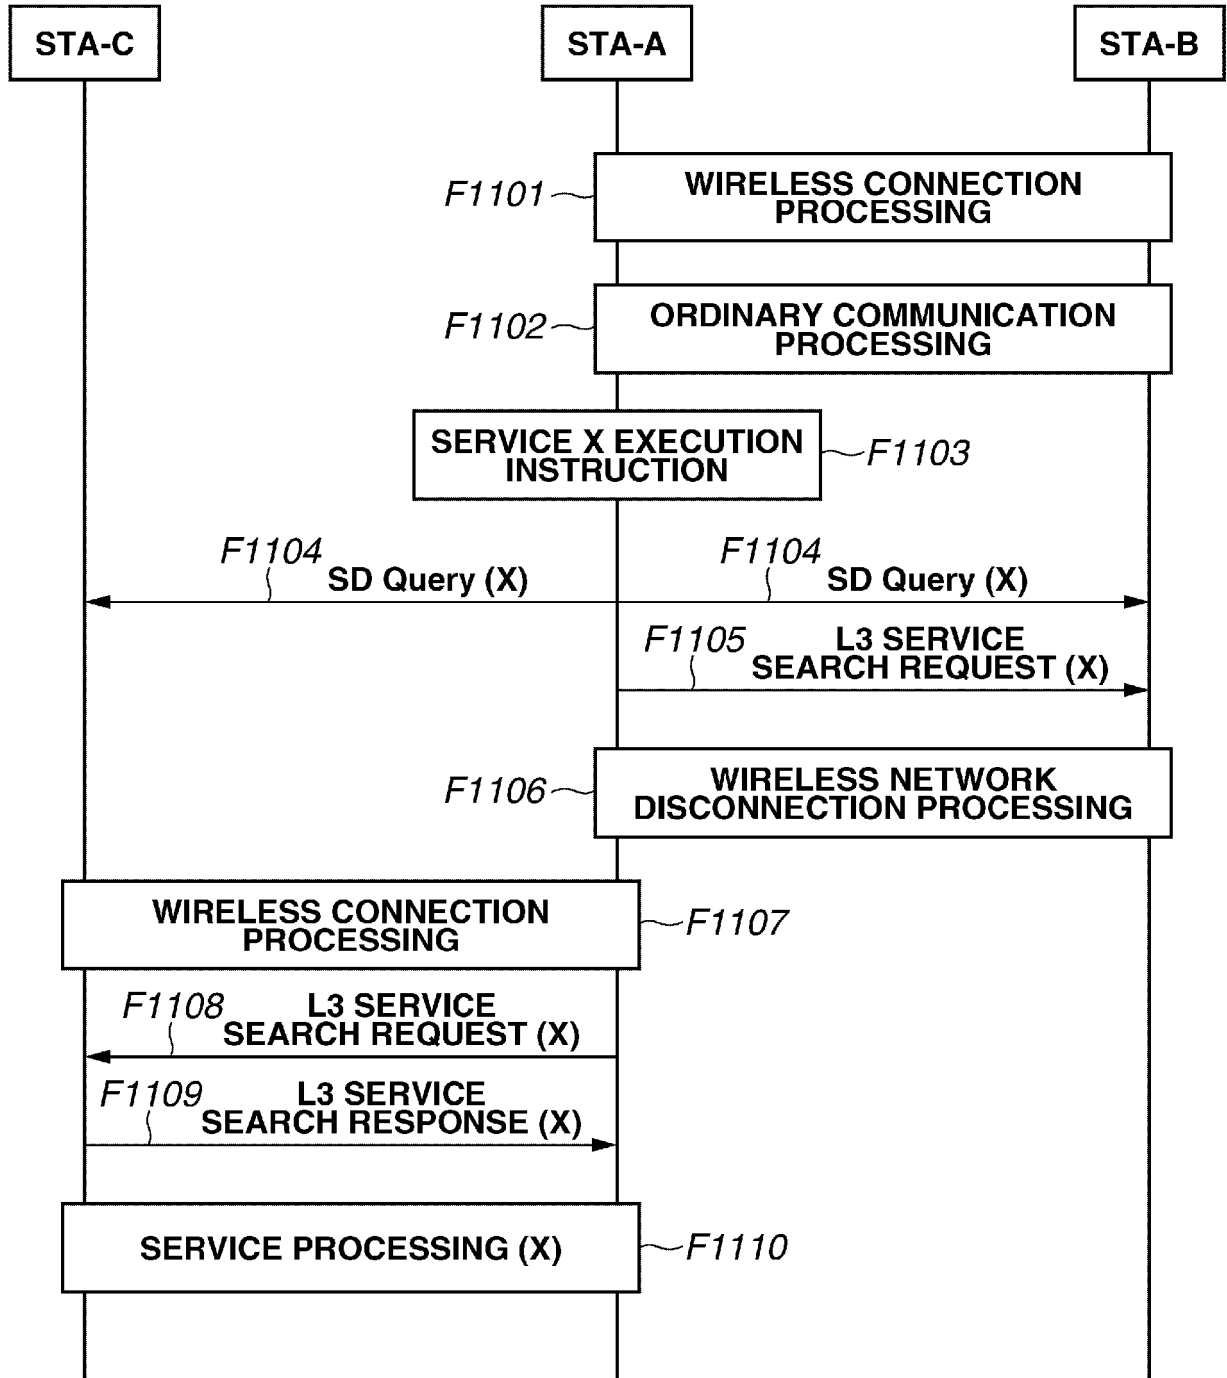 STA-C
STA-A
STA-B
F1101
WIRELESS CONNECTION
PROCESSING
F1102
ORDINARY COMMUNICATION
PROCESSING
SERVICE X EXECUTION
INSTRUCTION
F1103
F1104
SD Query (X)
F1104
SD Query (X)
F1105
L3 SERVICE
SEARCH REQUEST (X)
F1106
WIRELESS NETWORK
DISCONNECTION PROCESSING
WIRELESS CONNECTION
PROCESSING
F1107
F1108
L3 SERVICE
SEARCH REQUEST (X)
F1109
L3 SERVICE
SEARCH RESPONSE (X)
SERVICE PROCESSING (X)
F1110